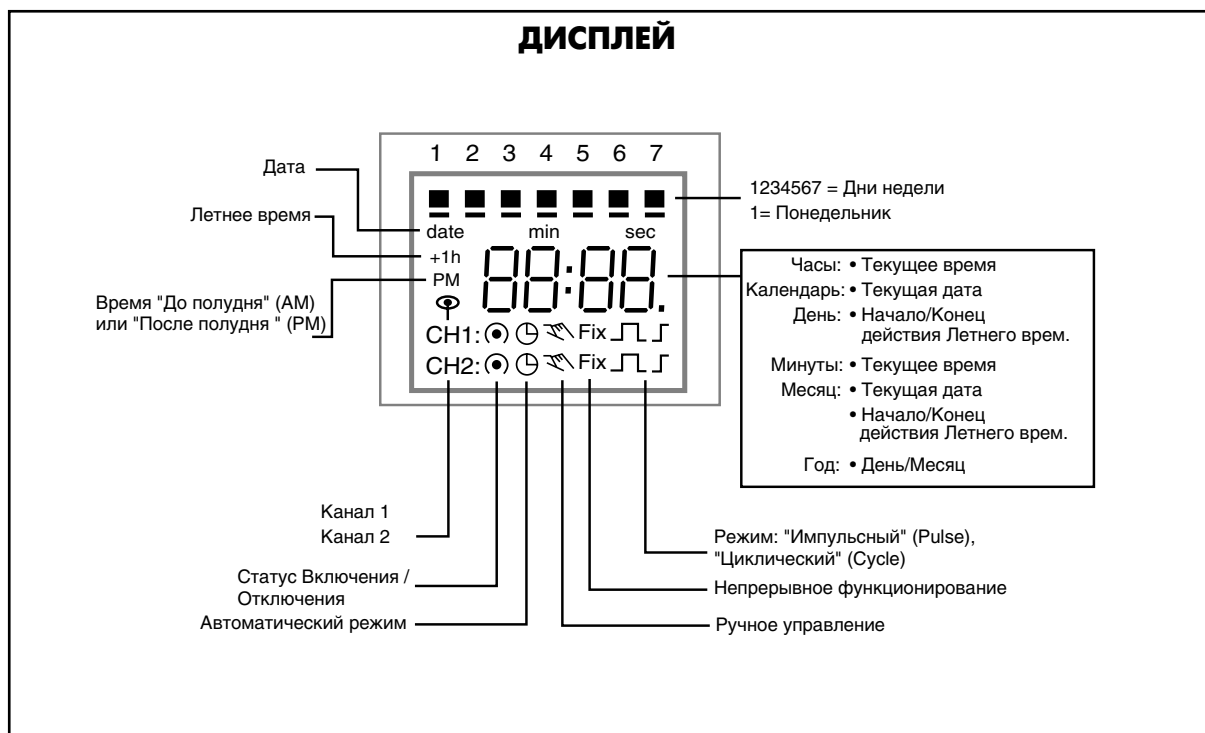 ДИСПЛЕЙ
1 2 3 4 5 6 7
Дата
1234567 = Дни недели
1= Понедельник
Летнее время
date min sec
+1h
PM
88:88.
Время "До полудня" (AM)
или "После полудня " (PM)
CH1: Fix
CH2: Fix
Часы: • Текущее время
Календарь: • Текущая дата
День: • Начало/Конец
действия Летнего врем.
Минуты: • Текущее время
Месяц: • Текущая дата
• Начало/Конец
действия Летнего врем.
Год: • День/Месяц
Канал 1
Канал 2
Статус Включения /
Отключения
Автоматический режим
Режим: "Импульсный" (Pulse),
"Циклический" (Cycle)
Непрерывное функционирование
Ручное управление